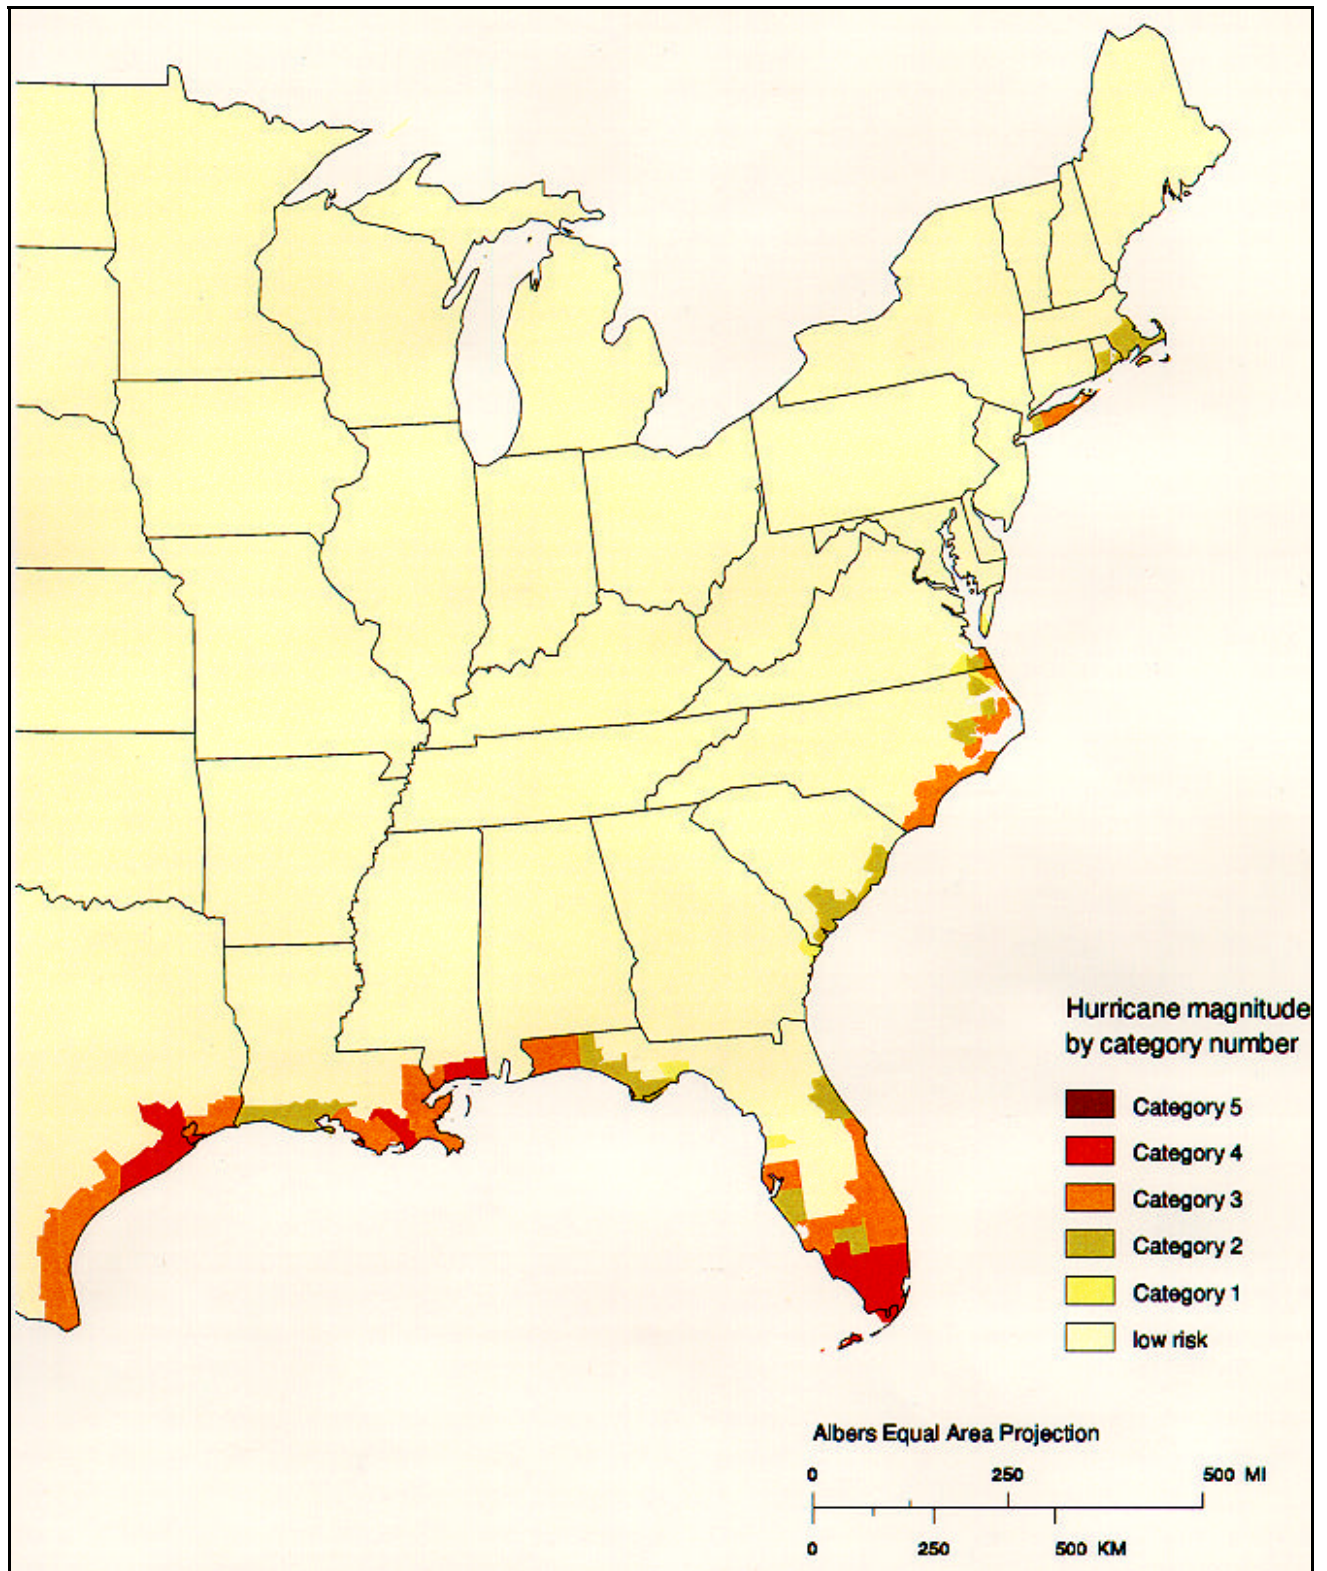 Hurricane magnitude
by category number
Category 5
Category 4
Category 3
Category 2
Category 1
low risk
Albers Equal Area Projection
0 250 500 MI
0 250 500 KM